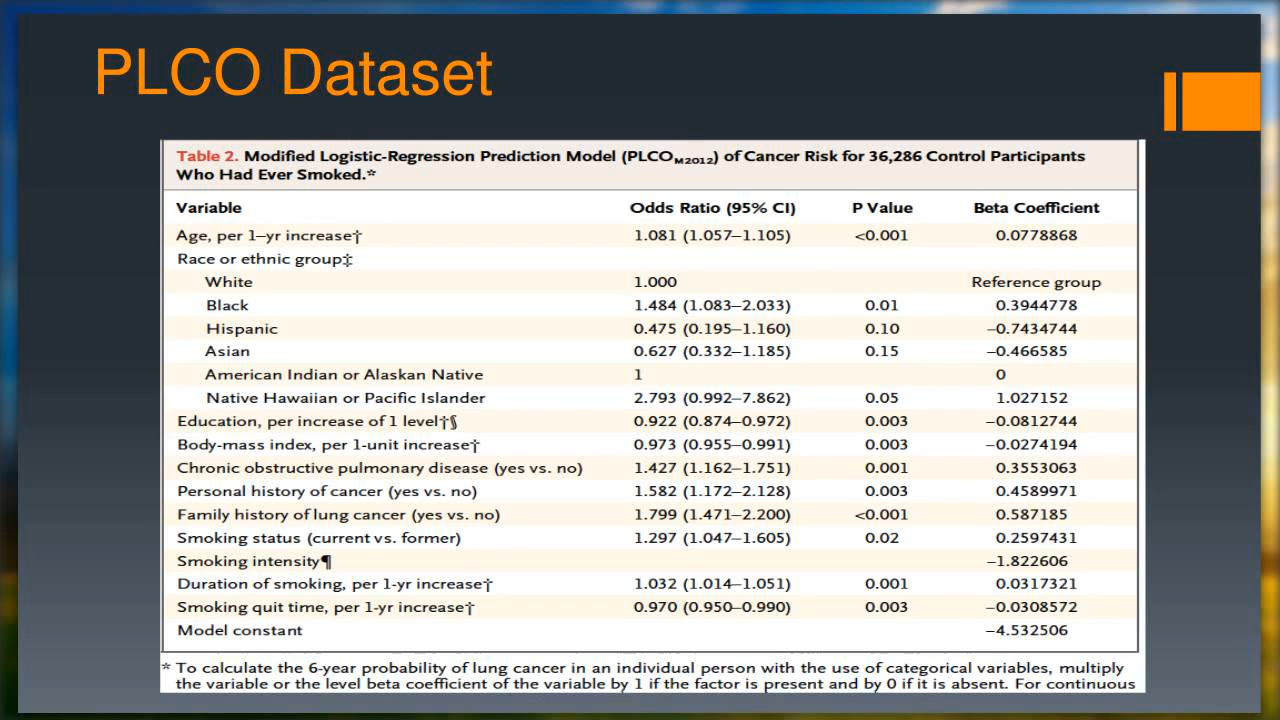 PLCO Dataset
Table 2. Modified Logistic-Regression Prediction Model (PLCOM2012) of Cancer Risk for 36,286 Control Participants
Who Had Ever Smoked.*
Variable Odds Ratio (95% CI) P Value Beta Coefficient
Age, per 1–yr increase† 1.081 (1.057–1.105) <0.001 0.0778868
Race or ethnic group‡
White 1.000 Reference group
Black 1.484 (1.083–2.033) 0.01 0.3944778
Hispanic 0.475 (0.195–1.160) 0.10 −0.7434744
Asian 0.627 (0.332–1.185) 0.15 −0.466585
American Indian or Alaskan Native 1 0
Native Hawaiian or Pacific Islander 2.793 (0.992–7.862) 0.05 1.027152
Education, per increase of 1 level†§ 0.922 (0.874–0.972) 0.003 −0.0812744
Body-mass index, per 1-unit increase† 0.973 (0.955–0.991) 0.003 −0.0274194
Chronic obstructive pulmonary disease (yes vs. no) 1.427 (1.162–1.751) 0.001 0.3553063
Personal history of cancer (yes vs. no) 1.582 (1.172–2.128) 0.003 0.4589971
Family history of lung cancer (yes vs. no) 1.799 (1.471–2.200) <0.001 0.587185
Smoking status (current vs. former) 1.297 (1.047–1.605) 0.02 0.2597431
Smoking intensity¶ −1.822606
Duration of smoking, per 1-yr increase† 1.032 (1.014–1.051) 0.001 0.0317321
Smoking quit time, per 1-yr increase† 0.970 (0.950–0.990) 0.003 −0.0308572
Model constant −4.532506
* To calculate the 6-year probability of lung cancer in an individual person with the use of categorical variables, multiply
the variable or the level beta coefficient of the variable by 1 if the factor is present and by 0 if it is absent. For continuous